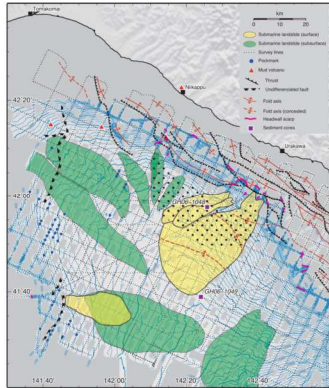 Tomakomai
km
0 10 20
Submarine landslide (surface)
Submarine landslide (subsurface)
Survey lines
Pockmark
Mud volcano
Thrust
Undifferenciated fault
Fold axis
Fold axis (concealed)
Headwall scarp
Sediment cores
Niikappu
Urakawa
42 20
42 00
41 40
GH06-1048
GH06-1049
141 40
142 00
142 20
142 40